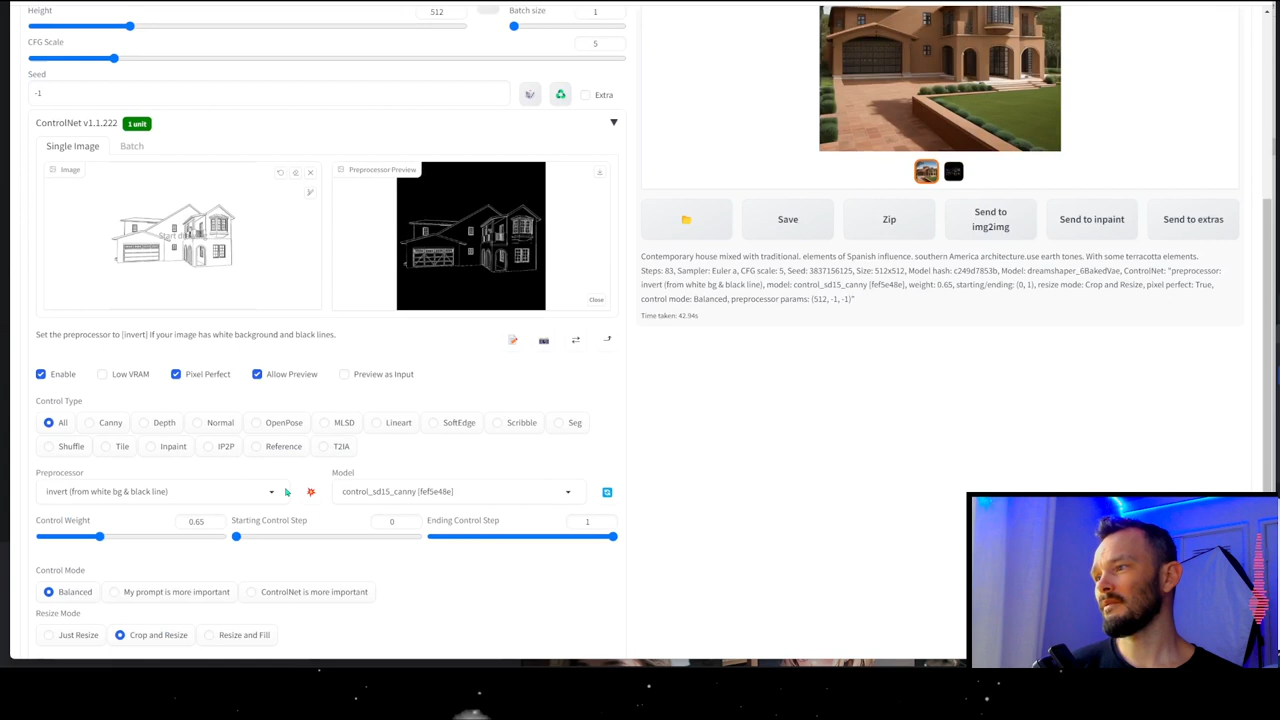 Height
512
Batch size
1
CFG Scale
5
Seed
-1
Extra
ControlNet v1.1.222
1 unit
▼
Single Image
Batch
Image
Preprocessor Preview
Close
Set the preprocessor to [invert] If your image has white background and black lines.
Enable
Low VRAM
Pixel Perfect
Allow Preview
Preview as Input
Control Type
All
Canny
Depth
Normal
OpenPose
MLSD
Lineart
SoftEdge
Scribble
Seg
Shuffle
Tile
Inpaint
IP2P
Reference
T2IA
Preprocessor
Model
invert (from white bg & black line)
control_sd15_canny [fef5e48e]
Control Weight
0.65
Starting Control Step
0
Ending Control Step
1
Control Mode
Balanced
My prompt is more important
ControlNet is more important
Resize Mode
Just Resize
Crop and Resize
Resize and Fill
Save
Zip
Send to
img2img
Send to inpaint
Send to extras
Contemporary house mixed with traditional. elements of Spanish influence. southern America architecture.use earth tones. With some terracotta elements.
Steps: 83, Sampler: Euler a, CFG scale: 5, Seed: 3837156125, Size: 512x512, Model hash: c249d7853b, Model: dreamshaper_6BakedVae, ControlNet: "preprocessor:
invert (from white bg & black line), model: control_sd15_canny [fef5e48e], weight: 0.65, starting/ending: (0, 1), resize mode: Crop and Resize, pixel perfect: True,
control mode: Balanced, preprocessor params: (512, -1, -1)"
Time taken: 42.94s